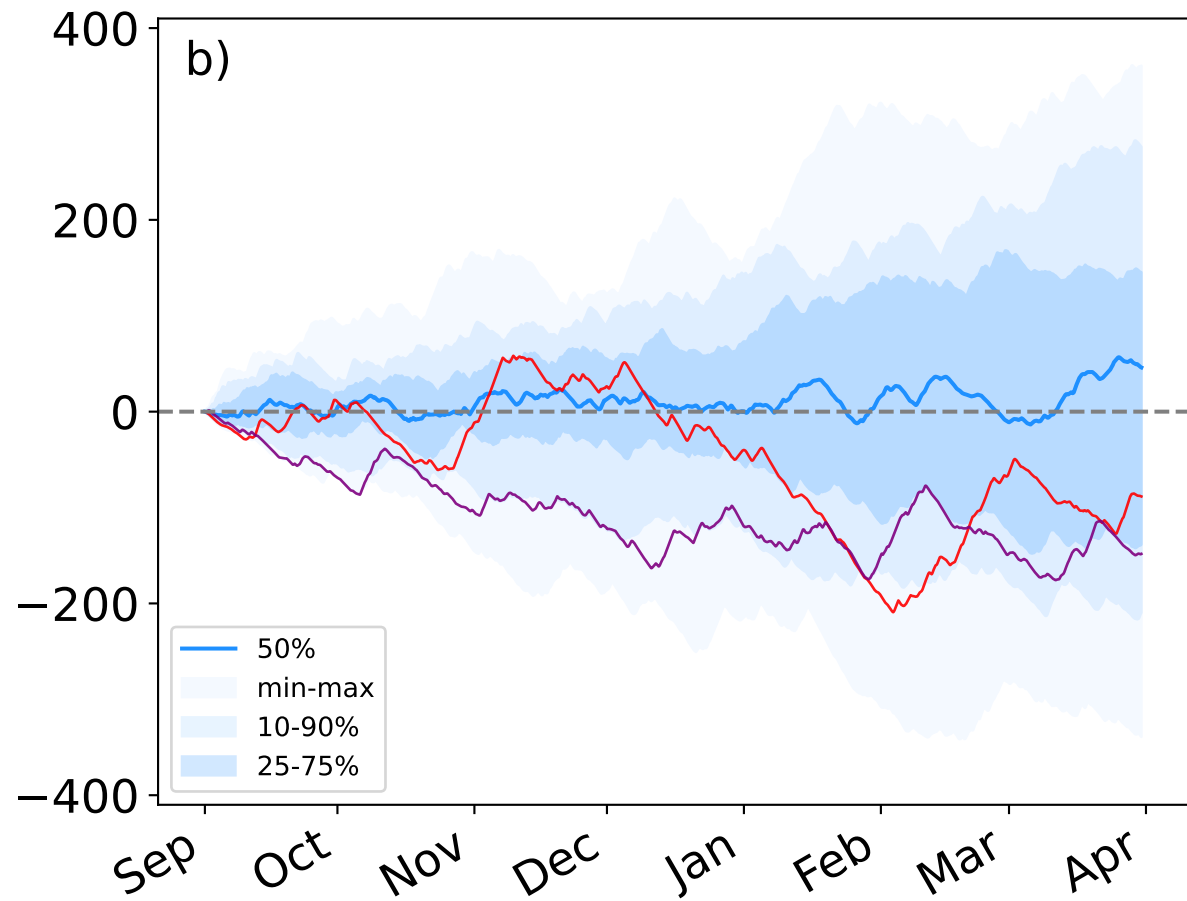 400
b)
200
0
−200
−400
50%
min-max
10-90%
25-75%
Sep
Oct
Nov
Dec
Jan
Feb
Mar
Apr